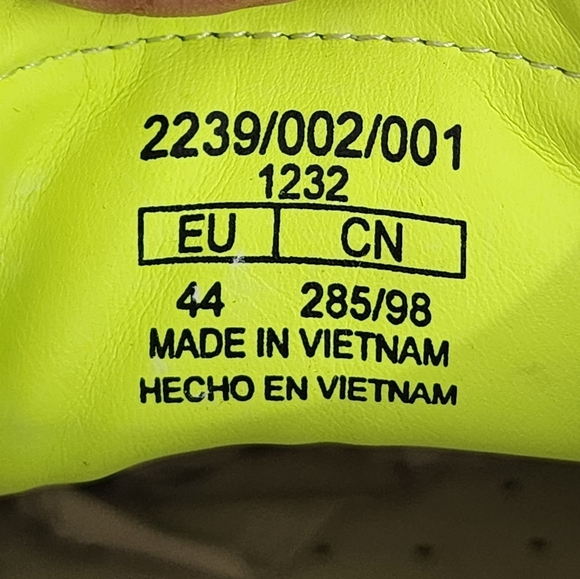 2239/002/001
1232
EU CN
44 285/98
MADE IN VIETNAM
HECHO EN VIETNAM